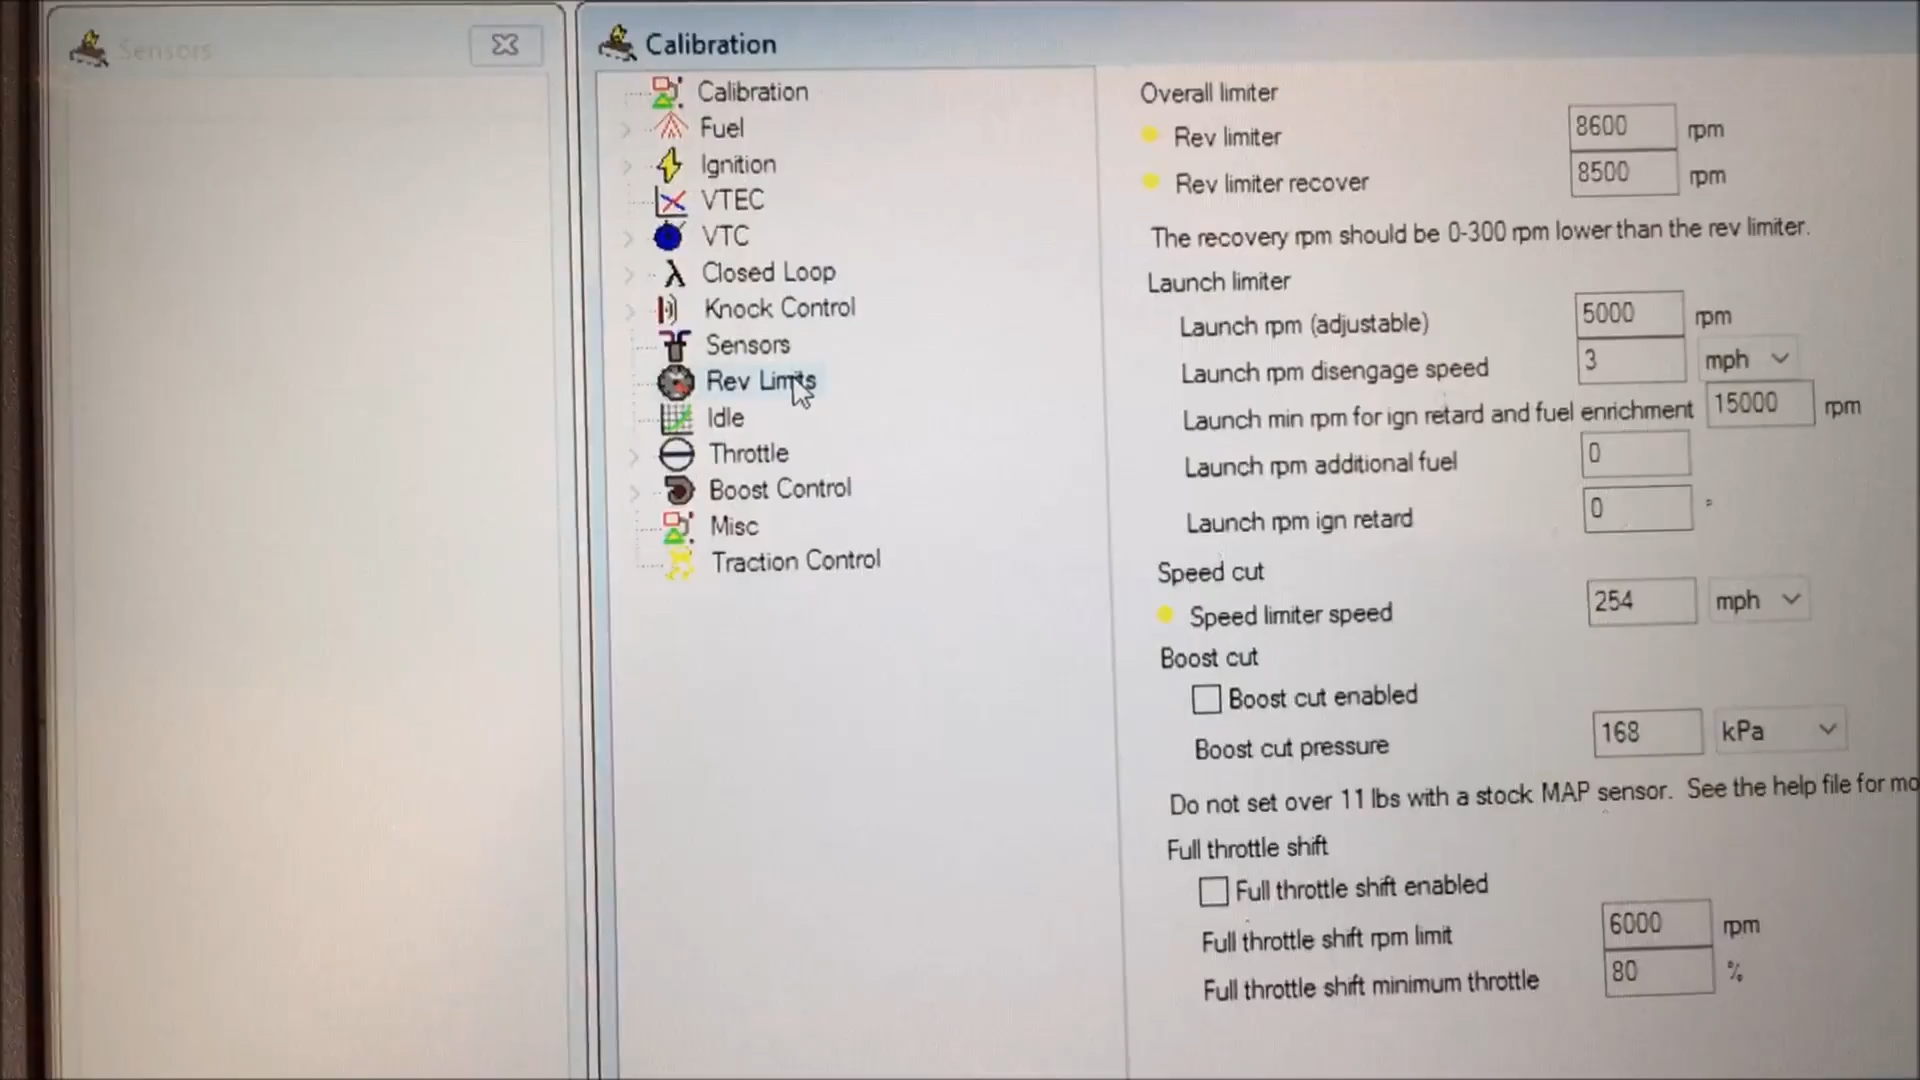 Sensors
Calibration
Calibration
Fuel
Ignition
VTEC
VTC
Closed Loop
Knock Control
Sensors
Rev Limits
Idle
Throttle
Boost Control
Misc
Traction Control
Overall limiter
Rev limiter 8600 rpm
Rev limiter recover 8500 rpm
The recovery rpm should be 0-300 rpm lower than the rev limiter.
Launch limiter
Launch rpm (adjustable) 5000 rpm
Launch rpm disengage speed 3 mph
Launch min rpm for ign retard and fuel enrichment 15000 rpm
Launch rpm additional fuel 0
Launch rpm ign retard 0 °
Speed cut
Speed limiter speed 254 mph
Boost cut
Boost cut enabled
Boost cut pressure 168 kPa
Do not set over 11 lbs with a stock MAP sensor. See the help file for mo
Full throttle shift
Full throttle shift enabled
Full throttle shift rpm limit 6000 rpm
Full throttle shift minimum throttle 80 %